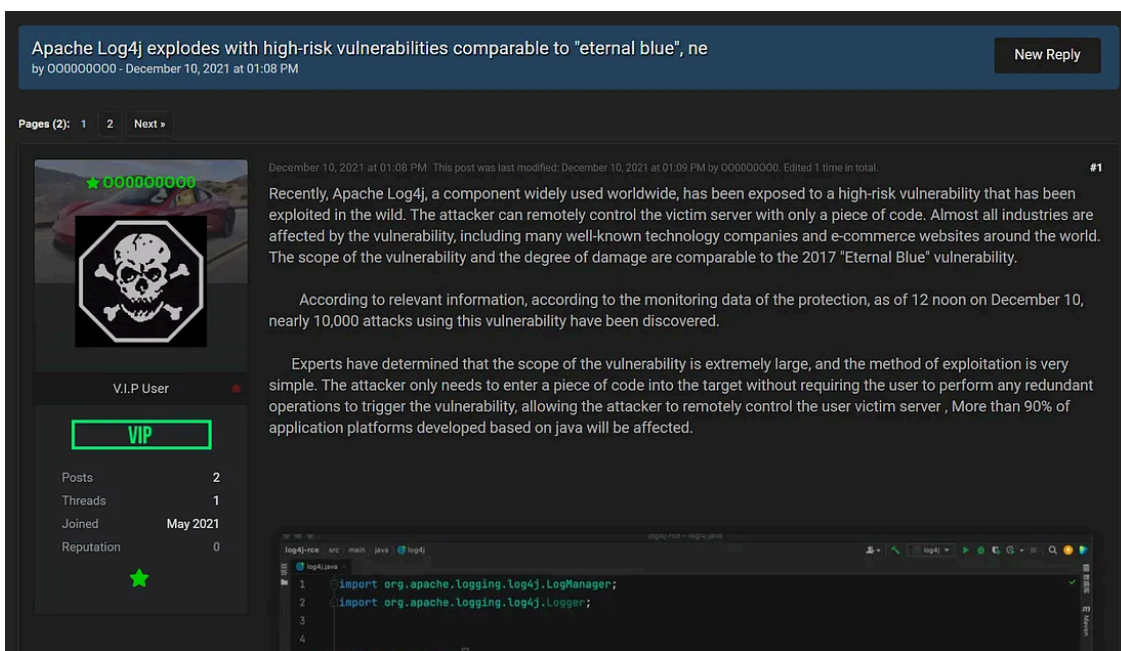 Apache Log4j explodes with high-risk vulnerabilities comparable to "eternal blue", ne
by OO00OOO0O - December 10, 2021 at 01:08 PM
New Reply
Pages (2): 1 2 Next »
December 10, 2021 at 01:08 PM This post was last modified: December 10, 2021 at 01:09 PM by OO00OOO0O. Edited 1 time in total.
#1
OO00OOO0O
Recently, Apache Log4j, a component widely used worldwide, has been exposed to a high-risk vulnerability that has been
exploited in the wild. The attacker can remotely control the victim server with only a piece of code. Almost all industries are
affected by the vulnerability, including many well-known technology companies and e-commerce websites around the world.
The scope of the vulnerability and the degree of damage are comparable to the 2017 "Eternal Blue" vulnerability.
According to relevant information, according to the monitoring data of the protection, as of 12 noon on December 10,
nearly 10,000 attacks using this vulnerability have been discovered.
Experts have determined that the scope of the vulnerability is extremely large, and the method of exploitation is very
simple. The attacker only needs to enter a piece of code into the target without requiring the user to perform any redundant
operations to trigger the vulnerability, allowing the attacker to remotely control the user victim server , More than 90% of
application platforms developed based on java will be affected.
V.I.P User
VIP
Posts 2
Threads 1
Joined May 2021
Reputation 0
log4j-rce – log4j.java
log4j-rce src main java log4j
log4j
log4j.java
1 import org.apache.logging.log4j.LogManager;
2 import org.apache.logging.log4j.Logger;
3
4
m Maven